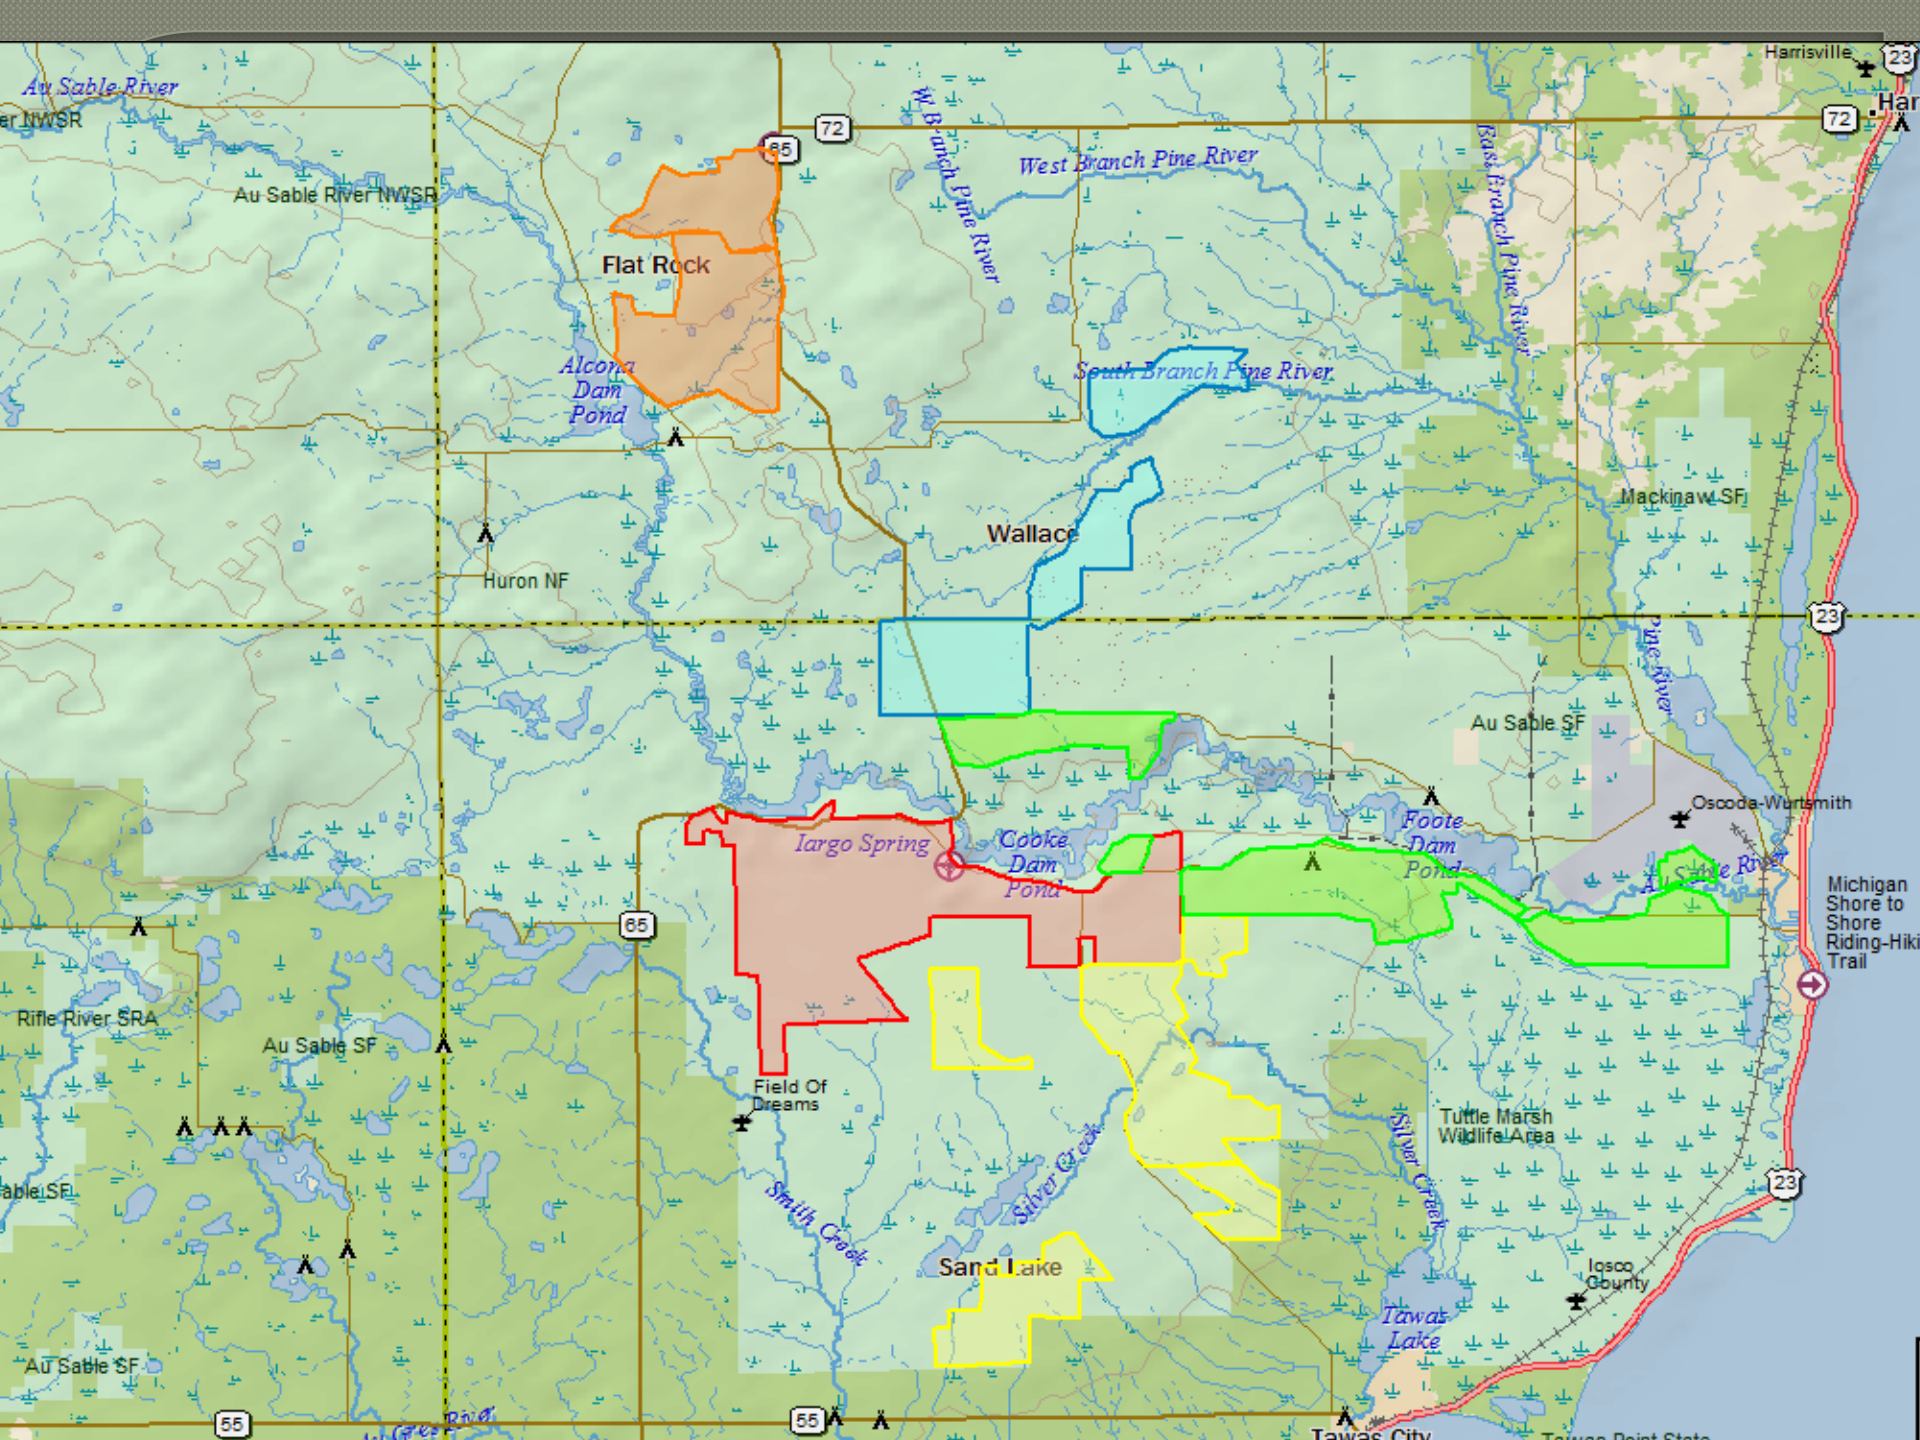 Harrisville
23
Au Sable River
Har
er NWSR
72
72
65
W Branch Pine River
West Branch Pine River
East Branch Pine River
Au Sable River NWSR
Flat Rock
Alcona
Dam
Pond
South Branch Pine River
Mackinaw SF
Wallace
Huron NF
23
Pine River
Au Sable SF
Oscoda-Wurtsmith
Iargo Spring
Cooke
Dam
Pond
Foote
Dam
Pond
Au Sable River
Michigan
Shore to
Shore
Riding-Hiki
Trail
65
Rifle River SRA
Au Sable SF
Field Of
Dreams
Tuttle Marsh
Wildlife Area
Silver Creek
Silver Creek
able SF
23
Smith Creek
Sand Lake
Iosco
County
Tawas
Lake
Au Sable SF
55
55
River
Tawas City
Tawas Point State